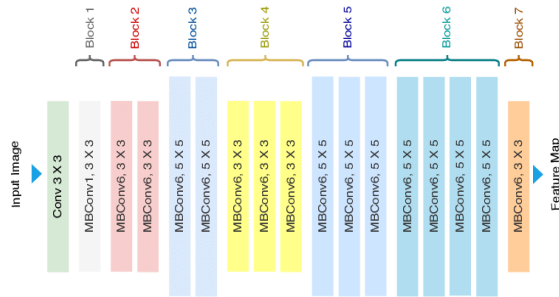 Block 1
Block 2
Block 3
Block 4
Block 5
Block 6
Block 7
Input Image
Conv 3 X 3
MBConv1, 3 X 3
MBConv6, 3 X 3
MBConv6, 3 X 3
MBConv6, 5 X 5
MBConv6, 5 X 5
MBConv6, 3 X 3
MBConv6, 3 X 3
MBConv6, 3 X 3
MBConv6, 5 X 5
MBConv6, 5 X 5
MBConv6, 5 X 5
MBConv6, 5 X 5
MBConv6, 5 X 5
MBConv6, 5 X 5
MBConv6, 5 X 5
MBConv6, 3 X 3
Feature Map